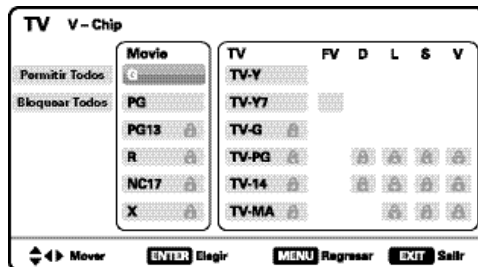 TV V – Chip
Movie TV FV D L S V
Permitir Todos G TV-Y
Bloquear Todos PG TV-Y7
PG13 TV-G
R TV-PG
NC17 TV-14
X TV-MA
Mover ENTER Elegir MENU Regresar EXIT Salir